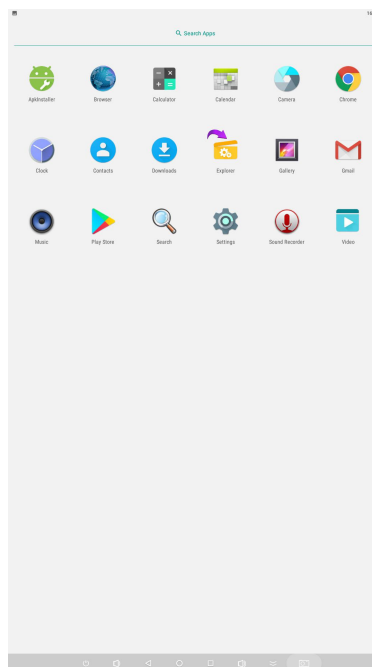 Search Apps
ApkInstaller Browser Calculator Calendar Camera Chrome
Clock Contacts Downloads Explorer Gallery Gmail
Music Play Store Search Settings Sound Recorder Video